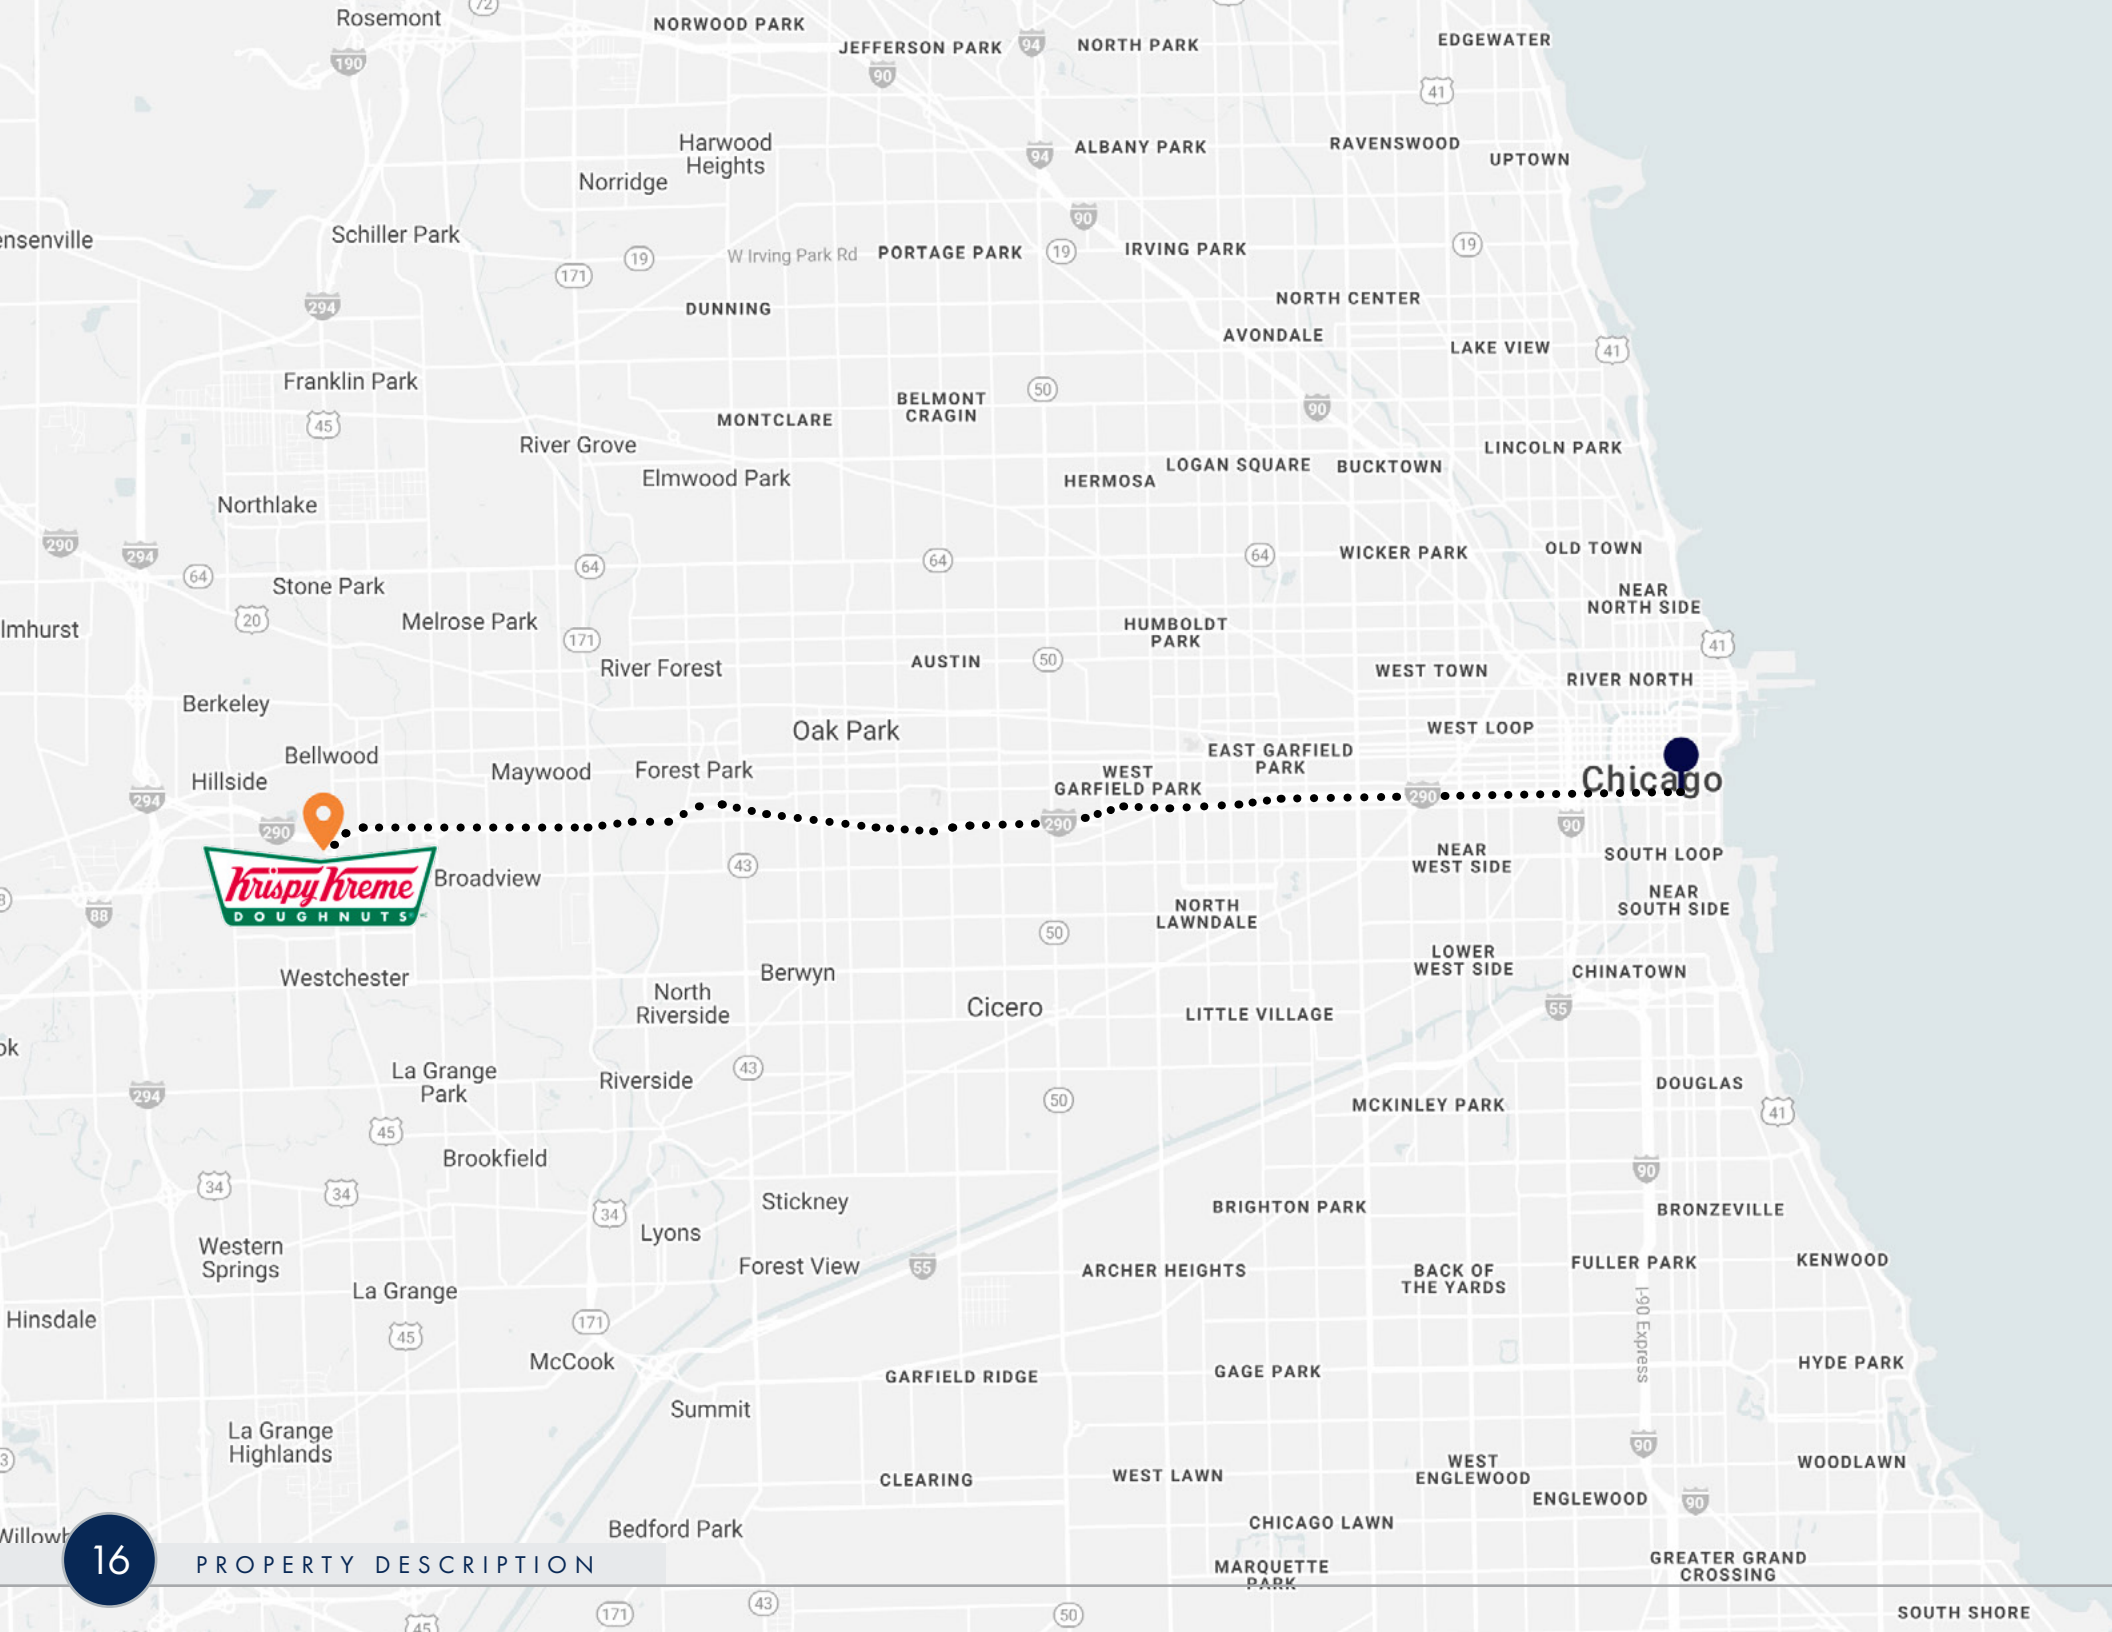 Rosemont
72
NORWOOD PARK
JEFFERSON PARK
94
NORTH PARK
EDGEWATER
190
90
41
Harwood
Heights
94
ALBANY PARK
RAVENSWOOD
UPTOWN
Norridge
90
ensenville
Schiller Park
171
19
W Irving Park Rd
PORTAGE PARK
19
IRVING PARK
19
294
DUNNING
NORTH CENTER
AVONDALE
LAKE VIEW
41
Franklin Park
45
MONTCLARE
BELMONT
CRAGIN
50
90
River Grove
Elmwood Park
HERMOSA
LOGAN SQUARE
BUCKTOWN
LINCOLN PARK
Northlake
290
294
64
Stone Park
64
64
64
WICKER PARK
OLD TOWN
20
Melrose Park
NEAR
NORTH SIDE
lmhurst
171
HUMBOLDT
PARK
41
River Forest
AUSTIN
50
WEST TOWN
RIVER NORTH
Berkeley
Oak Park
WEST LOOP
Bellwood
EAST GARFIELD
PARK
Hillside
Maywood
Forest Park
WEST
GARFIELD PARK
Chicago
294
290
290
290
90
Krispy Kreme
DOUGHNUTS
Broadview
43
NEAR
WEST SIDE
SOUTH LOOP
88
NORTH
LAWNDALE
NEAR
SOUTH SIDE
50
Westchester
Berwyn
LOWER
WEST SIDE
CHINATOWN
North
Riverside
Cicero
LITTLE VILLAGE
55
ok
La Grange
Park
Riverside
43
DOUGLAS
294
50
MCKINLEY PARK
41
45
Brookfield
90
34
34
34
Stickney
BRIGHTON PARK
BRONZEVILLE
Lyons
Western
Springs
Forest View
55
ARCHER HEIGHTS
BACK OF
THE YARDS
FULLER PARK
KENWOOD
La Grange
Hinsdale
45
171
I-90 Express
McCook
GARFIELD RIDGE
GAGE PARK
HYDE PARK
Summit
La Grange
Highlands
90
3
CLEARING
WEST LAWN
WEST
ENGLEWOOD
WOODLAWN
ENGLEWOOD
90
Bedford Park
CHICAGO LAWN
Willowb
16
PROPERTY DESCRIPTION
MARQUETTE
PARK
GREATER GRAND
CROSSING
45
171
43
50
SOUTH SHORE